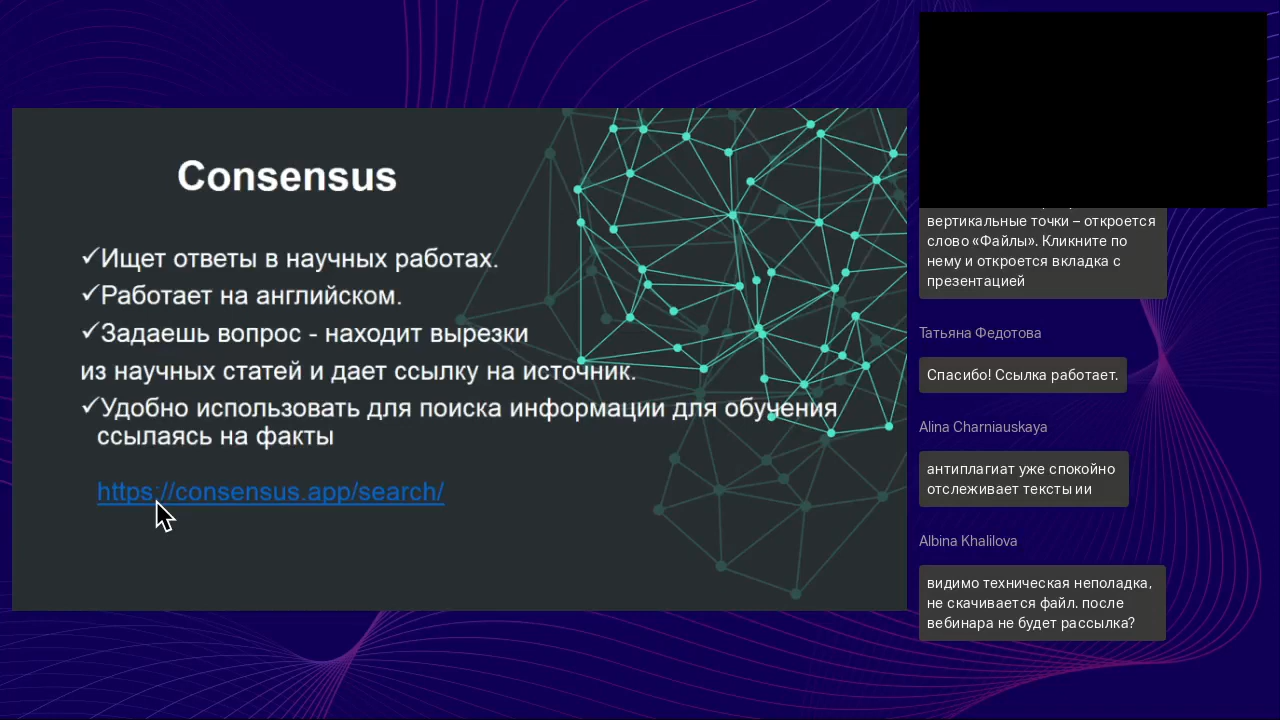 Consensus
✓Ищет ответы в научных работах.
✓Работает на английском.
✓Задаешь вопрос - находит вырезки
из научных статей и дает ссылку на источник.
✓Удобно использовать для поиска информации для обучения
ссылаясь на факты
https://consensus.app/search/
вертикальные точки – откроется
слово «Файлы». Кликните по
нему и откроется вкладка с
презентацией
Татьяна Федотова
Спасибо! Ссылка работает.
Alina Charniauskaya
антиплагиат уже спокойно
отслеживает тексты ии
Albina Khalilova
видимо техническая неполадка,
не скачивается файл. после
вебинара не будет рассылка?